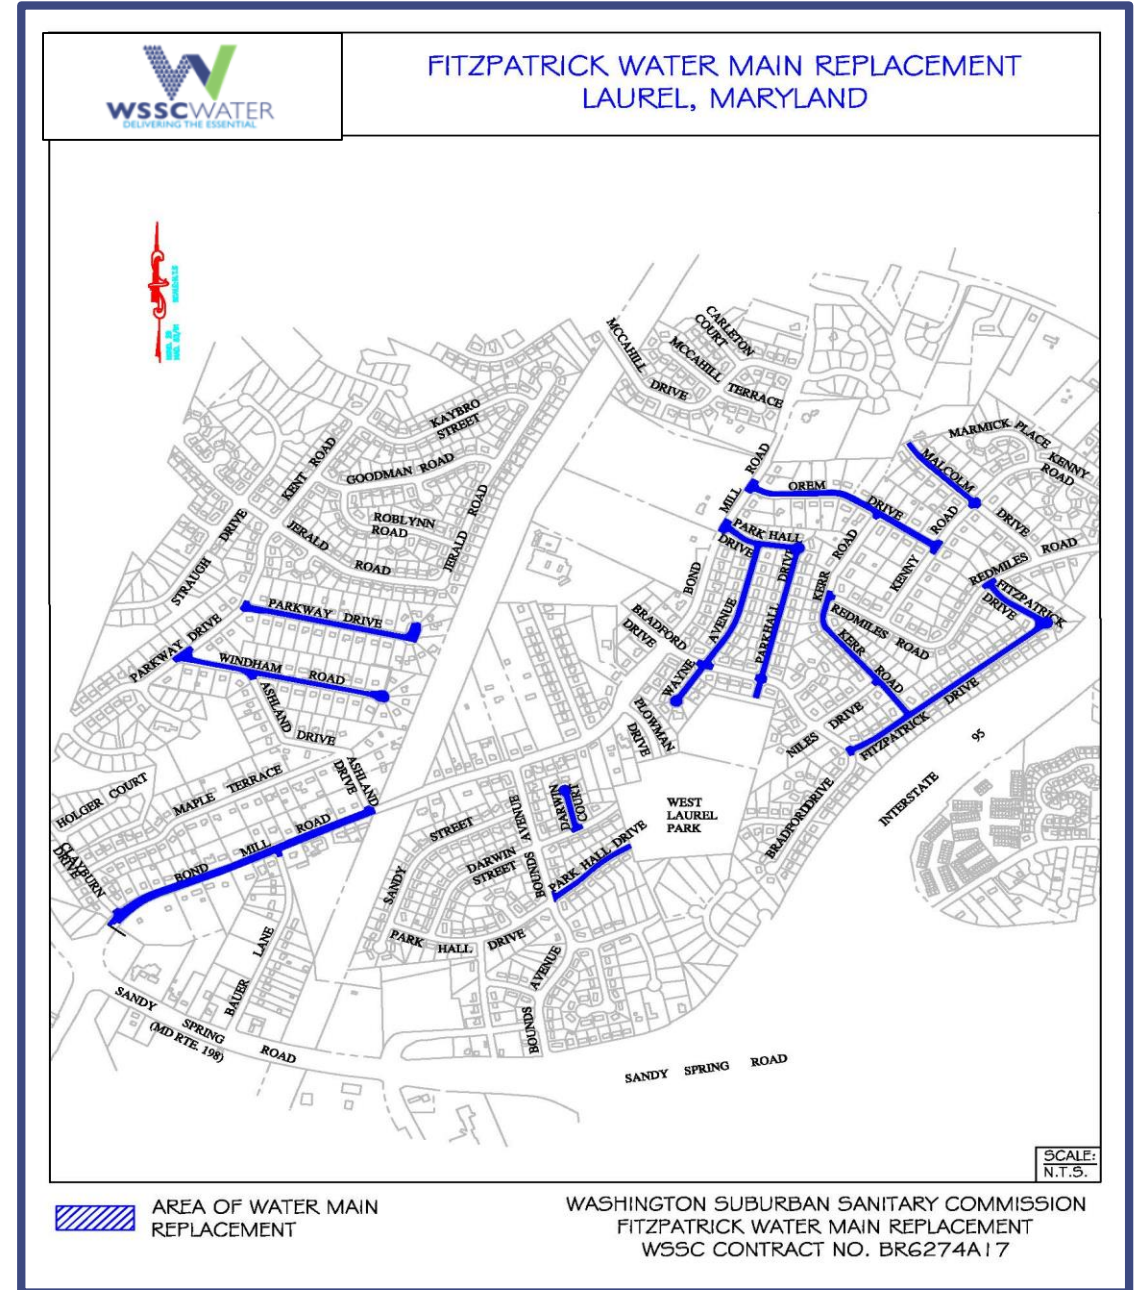 WSSCWATER
DELIVERING THE ESSENTIAL
FITZPATRICK WATER MAIN REPLACEMENT
LAUREL, MARYLAND
CARLETON
COURT
MCCAHILL
DRIVE
MCCAHILL
TERRACE
KAYBRO
STREET
KENT ROAD
GOODMAN ROAD
ROBLYNN
ROAD
JERALD
ROAD
JERALD ROAD
STRAUGH DRIVE
MARMICK PLACE
KENNY
ROAD
MALCOLM
DRIVE
MILL ROAD
OREM
DRIVE
KENNY
ROAD
PARK HALL
DRIVE
BOND
KERR ROAD
REDMILES ROAD
FITZPATRICK
DRIVE
BRADFORD
DRIVE
WAYNE AVENUE
PARKHALL DRIVE
REDMILES
ROAD
KERR
ROAD
PARKWAY DRIVE
PARKWAY DRIVE
WINDHAM ROAD
ASHLAND
DRIVE
PLOWMAN
DRIVE
NILES DRIVE
FITZPATRICK DRIVE
95
INTERSTATE
ASHLAND
DRIVE
HOLGER COURT
MAPLE TERRACE
BOND MILL ROAD
CLAYBURN
DRIVE
DARWIN
COURT
WEST
LAUREL
PARK
BRADFORD DRIVE
SANDY STREET
DARWIN
STREET
BOUNDS AVENUE
PARK HALL DRIVE
PARK HALL DRIVE
BOUNDS AVENUE
BAUER LANE
SANDY SPRING ROAD
(MD RTE. 198)
SANDY SPRING ROAD
SCALE:
N.T.S.
AREA OF WATER MAIN
REPLACEMENT
WASHINGTON SUBURBAN SANITARY COMMISSION
FITZPATRICK WATER MAIN REPLACEMENT
WSSC CONTRACT NO. BR6274A17